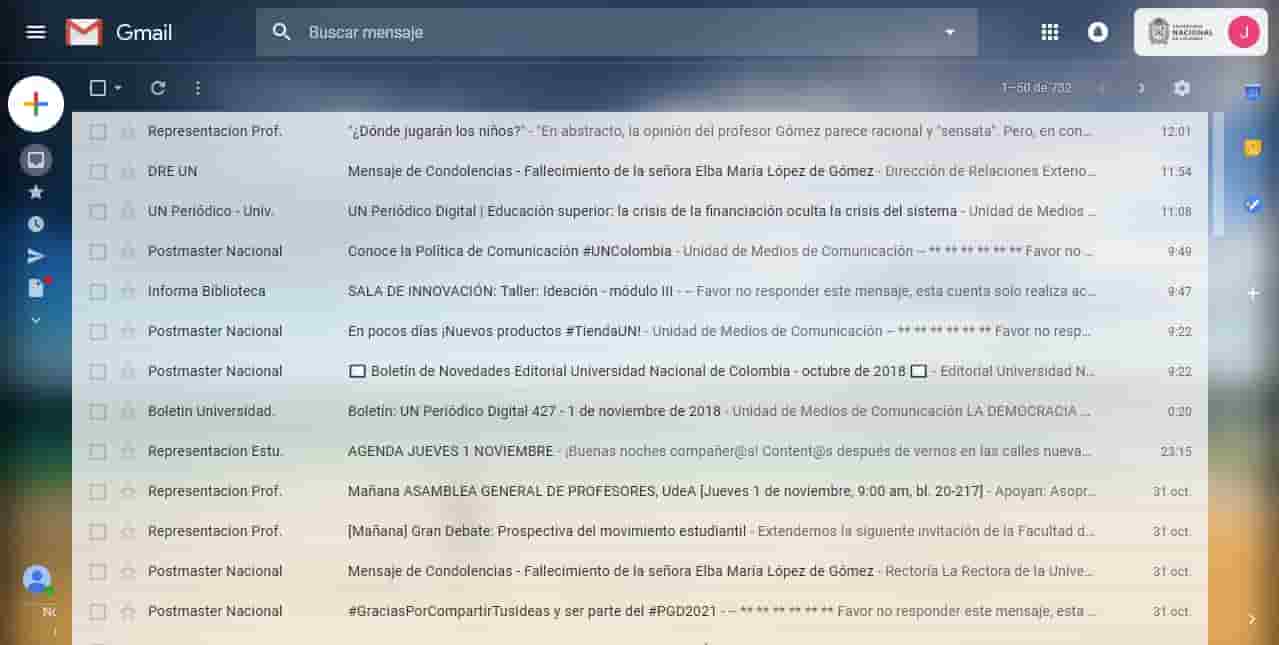 Gmail
Buscar mensaje
UNIVERSIDAD
NACIONAL
DE COLOMBIA
J
1–50 de 732
Representacion Prof. "¿Dónde jugarán los niños?" - "En abstracto, la opinión del profesor Gómez parece racional y "sensata". Pero, en con... 12:01
DRE UN Mensaje de Condolencias - Fallecimiento de la señora Elba María López de Gómez - Dirección de Relaciones Exterio... 11:54
UN Periódico - Univ. UN Periódico Digital | Educación superior: la crisis de la financiación oculta la crisis del sistema - Unidad de Medios ... 11:08
Postmaster Nacional Conoce la Política de Comunicación #UNColombia - Unidad de Medios de Comunicación -- ** ** ** ** ** ** Favor no ... 9:49
Informa Biblioteca SALA DE INNOVACIÓN: Taller: Ideación - módulo III - -- Favor no responder este mensaje, esta cuenta solo realiza ac... 9:47
Postmaster Nacional En pocos días ¡Nuevos productos #TiendaUN! - Unidad de Medios de Comunicación -- ** ** ** ** ** ** Favor no resp... 9:22
Postmaster Nacional Boletín de Novedades Editorial Universidad Nacional de Colombia - octubre de 2018 - Editorial Universidad N... 9:22
Boletin Universidad. Boletín: UN Periódico Digital 427 - 1 de noviembre de 2018 - Unidad de Medios de Comunicación LA DEMOCRACIA ... 0:20
Representacion Estu. AGENDA JUEVES 1 NOVIEMBRE - ¡Buenas noches compañer@s! Content@s después de vernos en las calles nueva... 23:15
Representacion Prof. Mañana ASAMBLEA GENERAL DE PROFESORES, UdeA [Jueves 1 de noviembre, 9:00 am, bl. 20-217] - Apoyan: Asopr... 31 oct.
Representacion Prof. [Mañana] Gran Debate: Prospectiva del movimiento estudiantil - Extendemos la siguiente invitación de la Facultad d... 31 oct.
Postmaster Nacional Mensaje de Condolencias - Fallecimiento de la señora Elba María López de Gómez - Rectoría La Rectora de la Unive... 31 oct.
Postmaster Nacional #GraciasPorCompartirTusIdeas y ser parte del #PGD2021 - -- ** ** ** ** ** ** Favor no responder este mensaje, esta ... 31 oct.